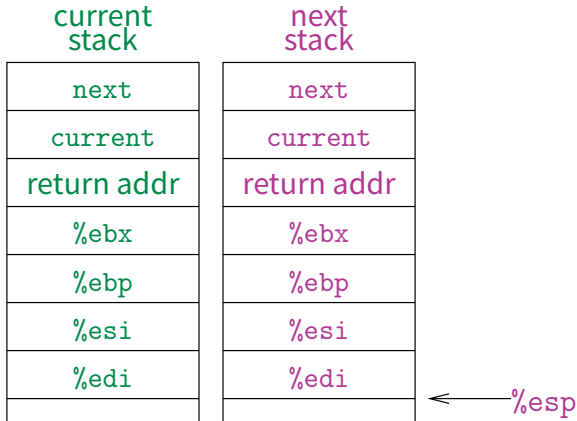 current
stack
next
stack
next
next
current
current
return addr
return addr
%ebx
%ebx
%ebp
%ebp
%esi
%esi
%edi
%edi
%esp